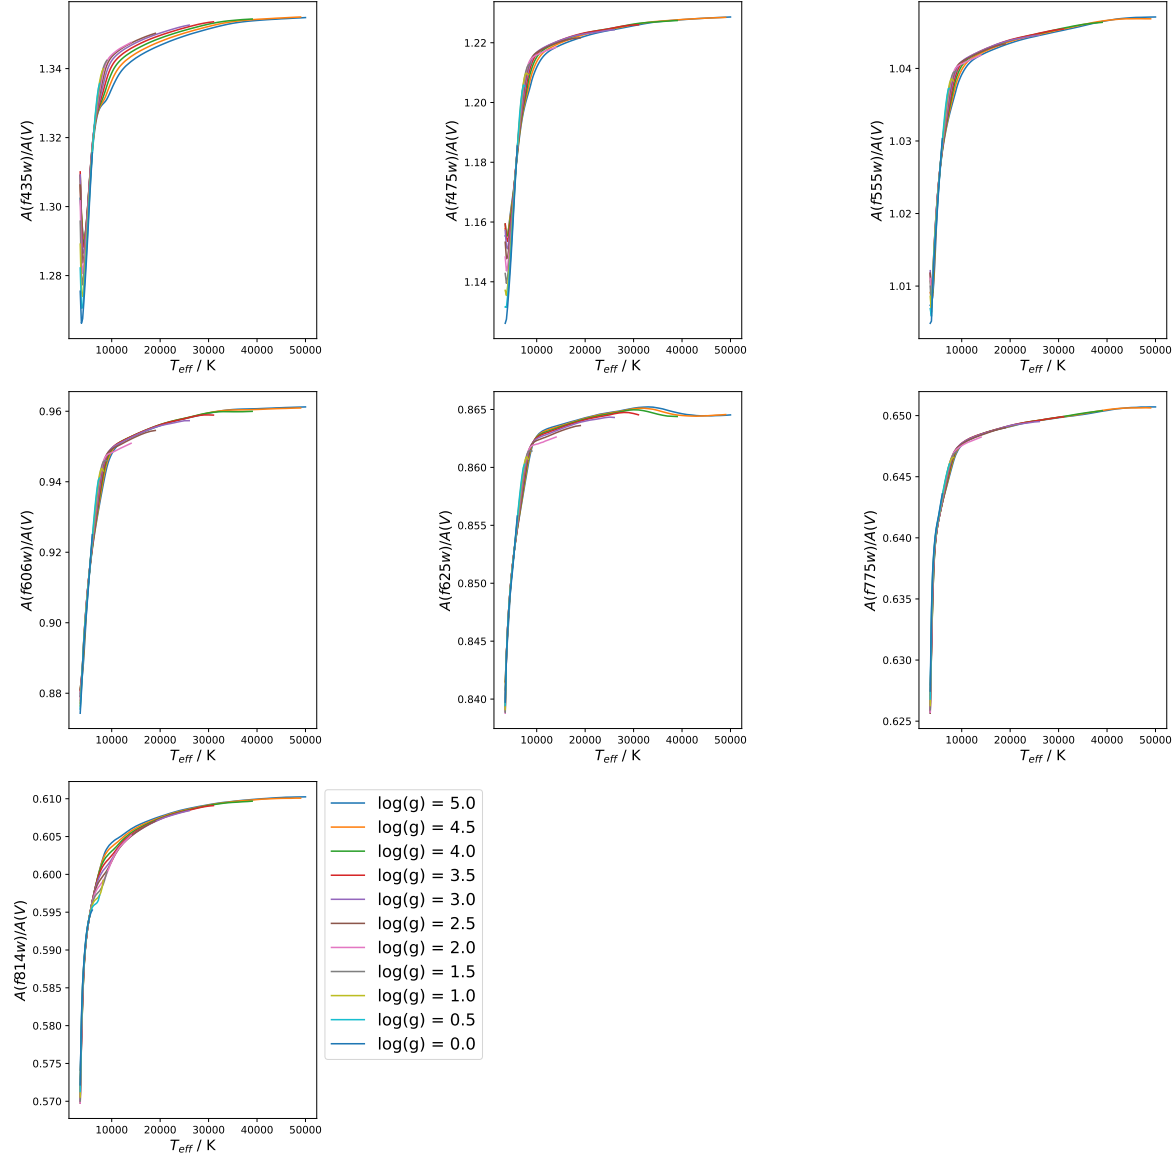 A(f435w)/A(V)
1.34
1.32
1.30
1.28
10000 20000 30000 40000 50000
T_eff / K
A(f475w)/A(V)
1.22
1.20
1.18
1.16
1.14
10000 20000 30000 40000 50000
T_eff / K
A(f555w)/A(V)
1.04
1.03
1.02
1.01
10000 20000 30000 40000 50000
T_eff / K
A(f606w)/A(V)
0.96
0.94
0.92
0.90
0.88
10000 20000 30000 40000 50000
T_eff / K
A(f625w)/A(V)
0.865
0.860
0.855
0.850
0.845
0.840
10000 20000 30000 40000 50000
T_eff / K
A(f775w)/A(V)
0.650
0.645
0.640
0.635
0.630
0.625
10000 20000 30000 40000 50000
T_eff / K
A(f814w)/A(V)
0.610
0.605
0.600
0.595
0.590
0.585
0.580
0.575
0.570
10000 20000 30000 40000 50000
T_eff / K
log(g) = 5.0
log(g) = 4.5
log(g) = 4.0
log(g) = 3.5
log(g) = 3.0
log(g) = 2.5
log(g) = 2.0
log(g) = 1.5
log(g) = 1.0
log(g) = 0.5
log(g) = 0.0